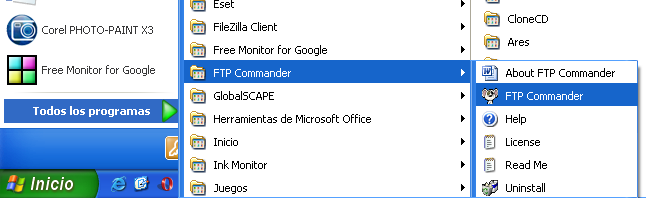 Corel PHOTO-PAINT X3
Free Monitor for Google
Todos los programas
Inicio
Eset
FileZilla Client
Free Monitor for Google
FTP Commander
GlobalSCAPE
Herramientas de Microsoft Office
Inicio
Ink Monitor
Juegos
CloneCD
Ares
About FTP Commander
FTP Commander
Help
License
Read Me
Uninstall